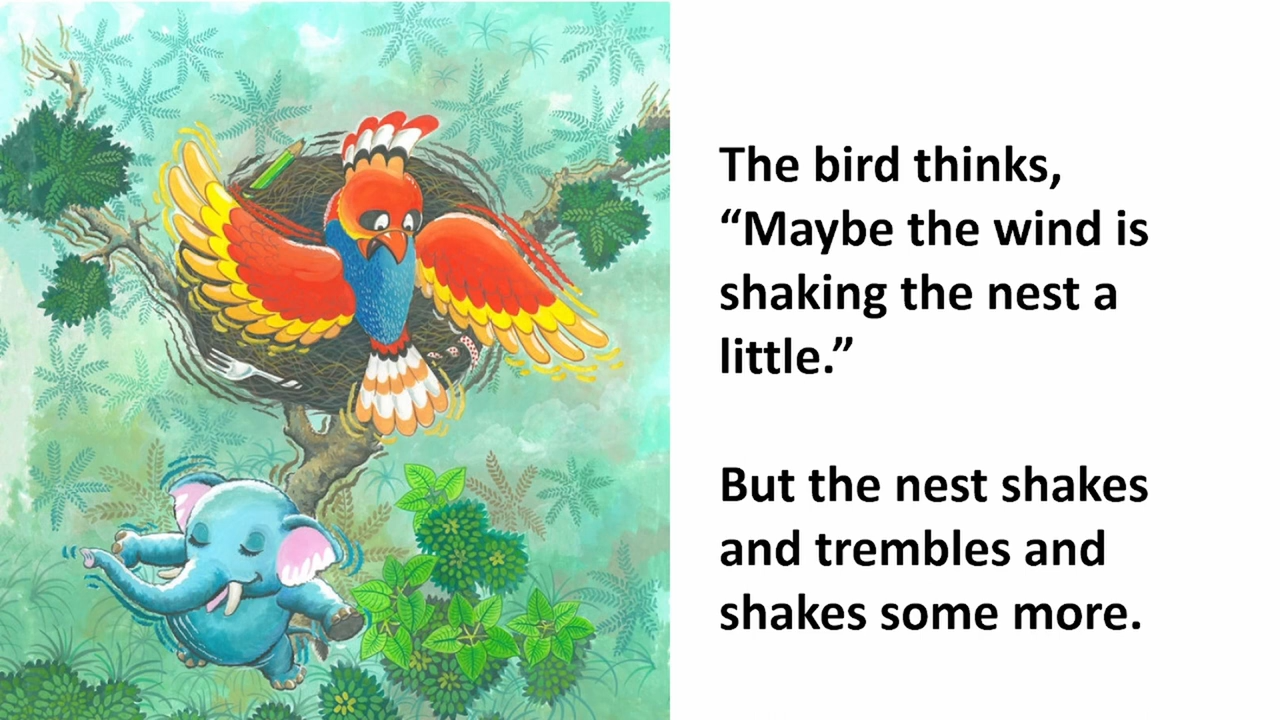 The bird thinks,
“Maybe the wind is
shaking the nest a
little.”
But the nest shakes
and trembles and
shakes some more.